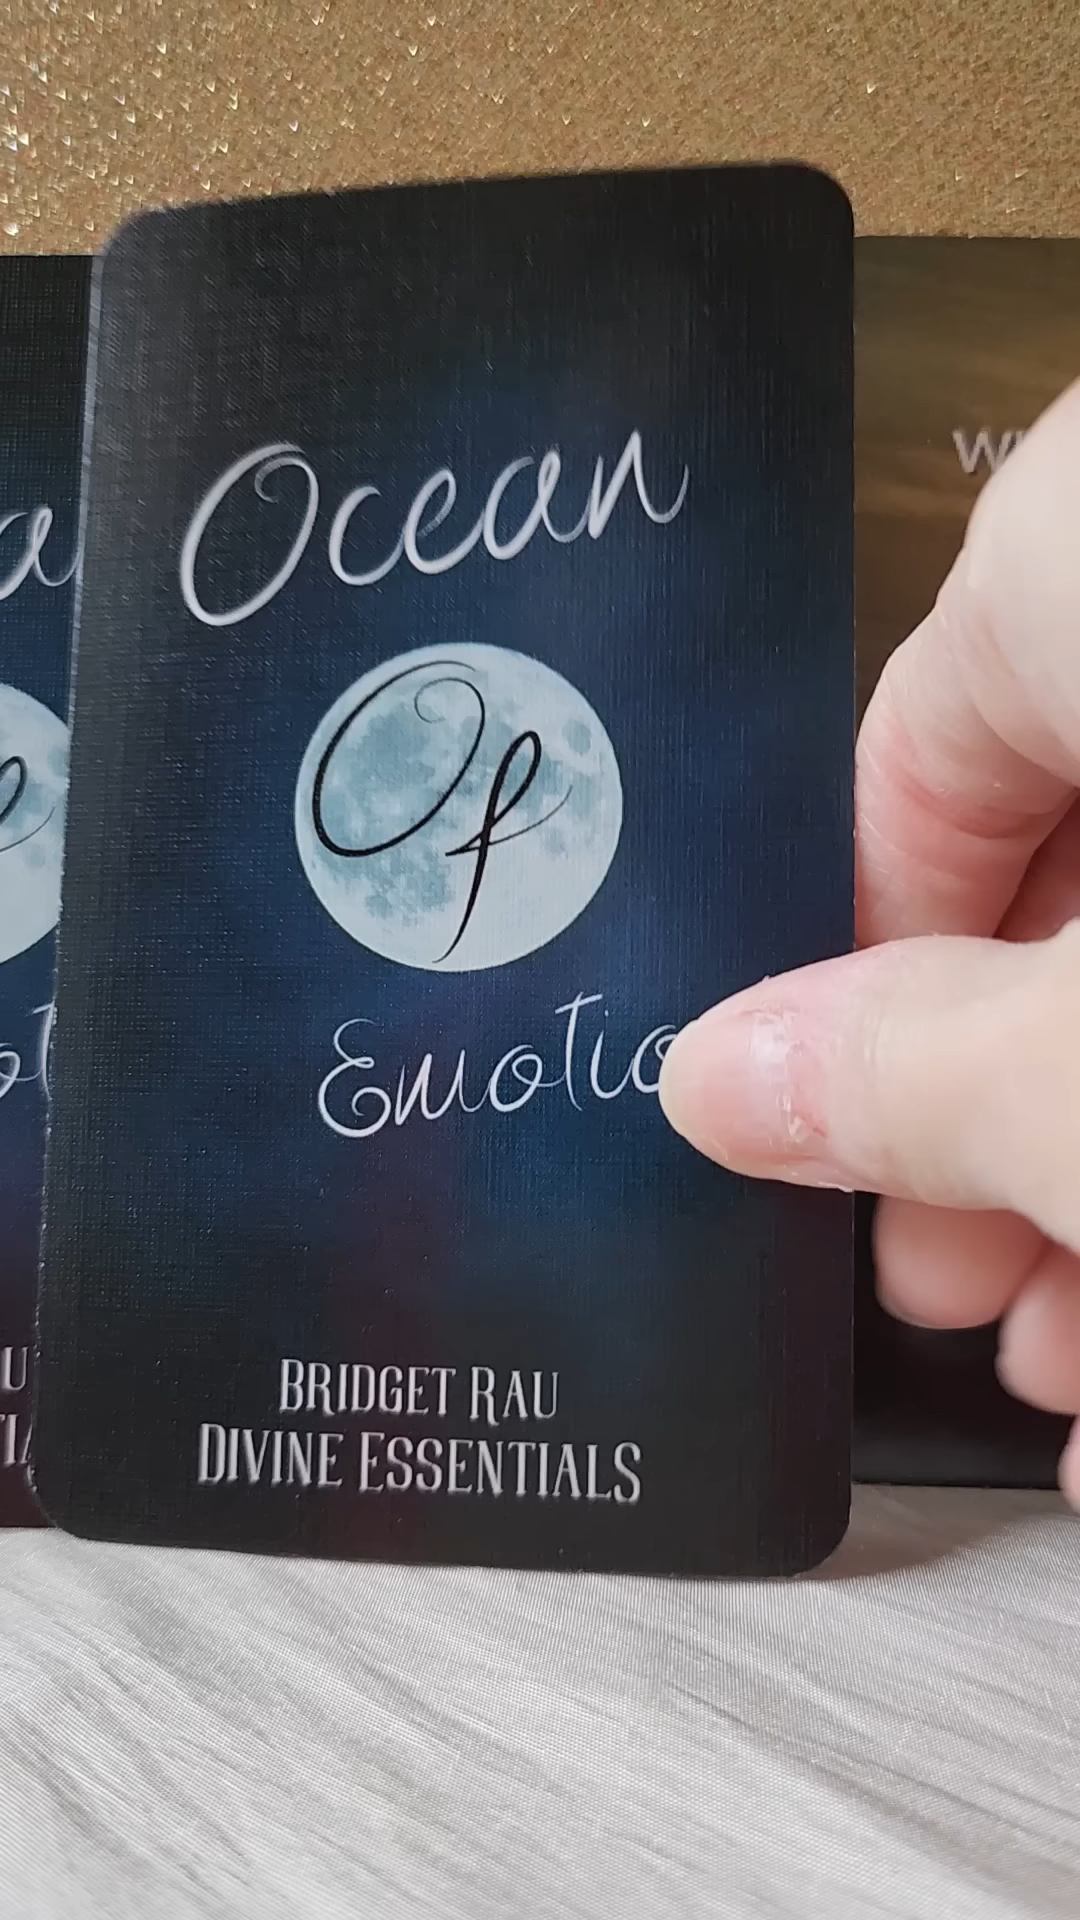 Ocean
Of
Emotio
BRIDGET RAU
DIVINE ESSENTIALS